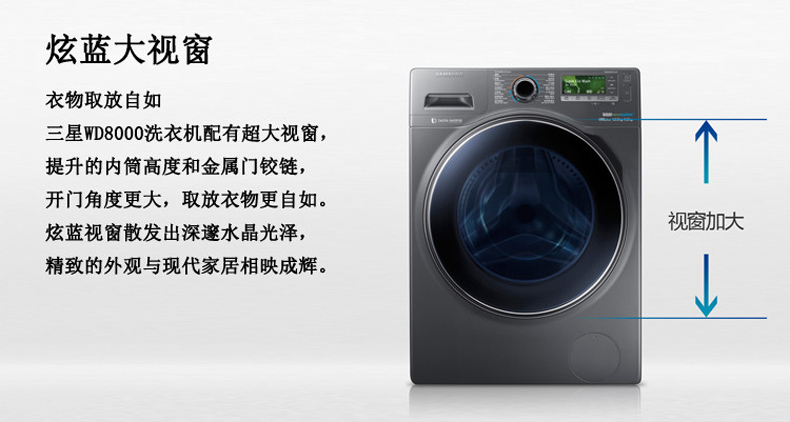 炫蓝大视窗
衣物取放自如
三星WD8000洗衣机配有超大视窗，
提升的内筒高度和金属门铰链，
开门角度更大，取放衣物更自如。
炫蓝视窗散发出深邃水晶光泽，
精致的外观与现代家居相映成辉。
SAMSUNG
视窗加大